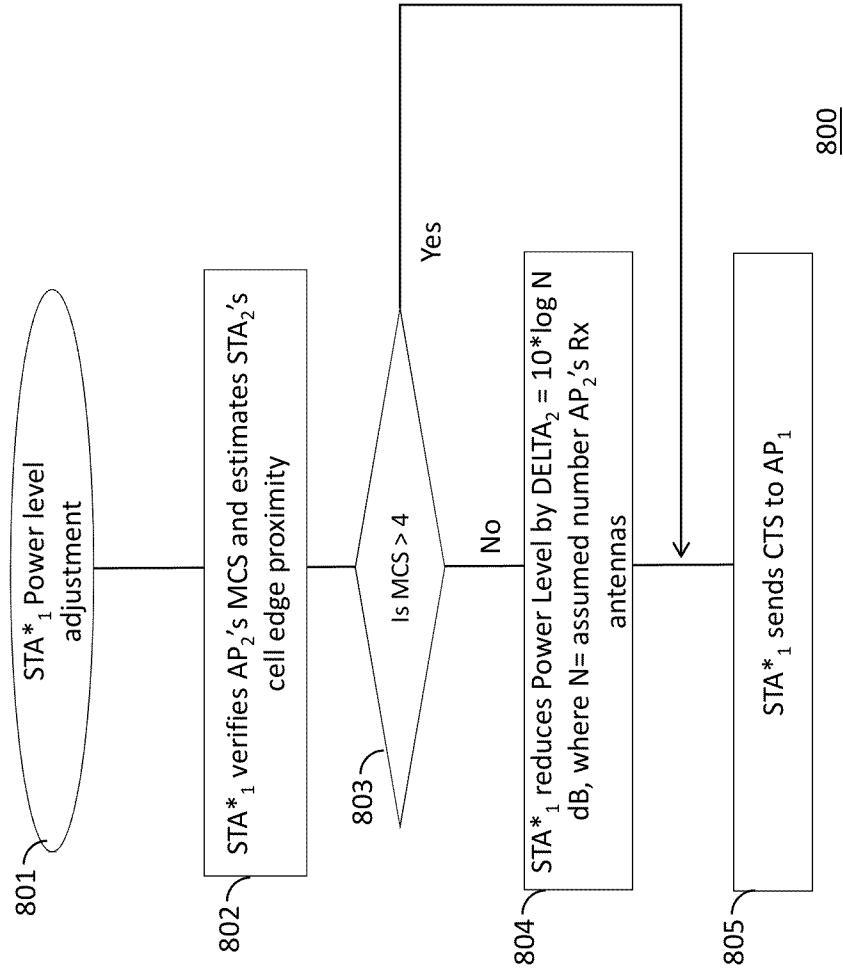 801
STA*₁ Power level
adjustment
802
STA*₁ verifies AP₂'s MCS and estimates STA₂'s
cell edge proximity
803
Is MCS > 4
Yes
No
804
STA*₁ reduces Power Level by DELTA₂ = 10*log N
dB, where N= assumed number AP₂'s Rx
antennas
805
STA*₁ sends CTS to AP₁
800